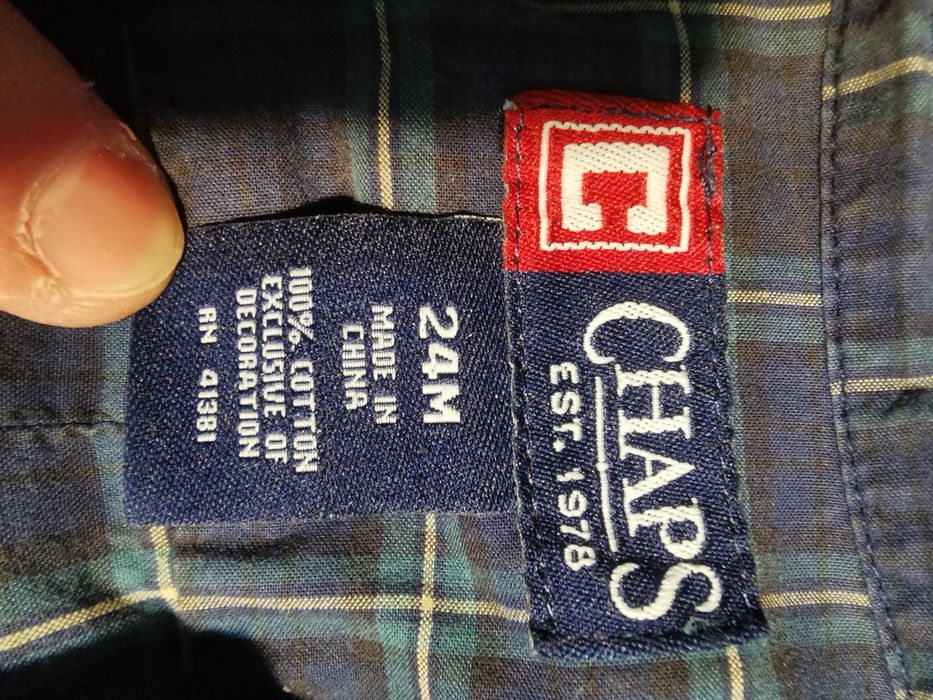 C
CHAPS
EST. 1978
24M
MADE IN
CHINA
100% COTTON
EXCLUSIVE OF
DECORATION
RN 41381